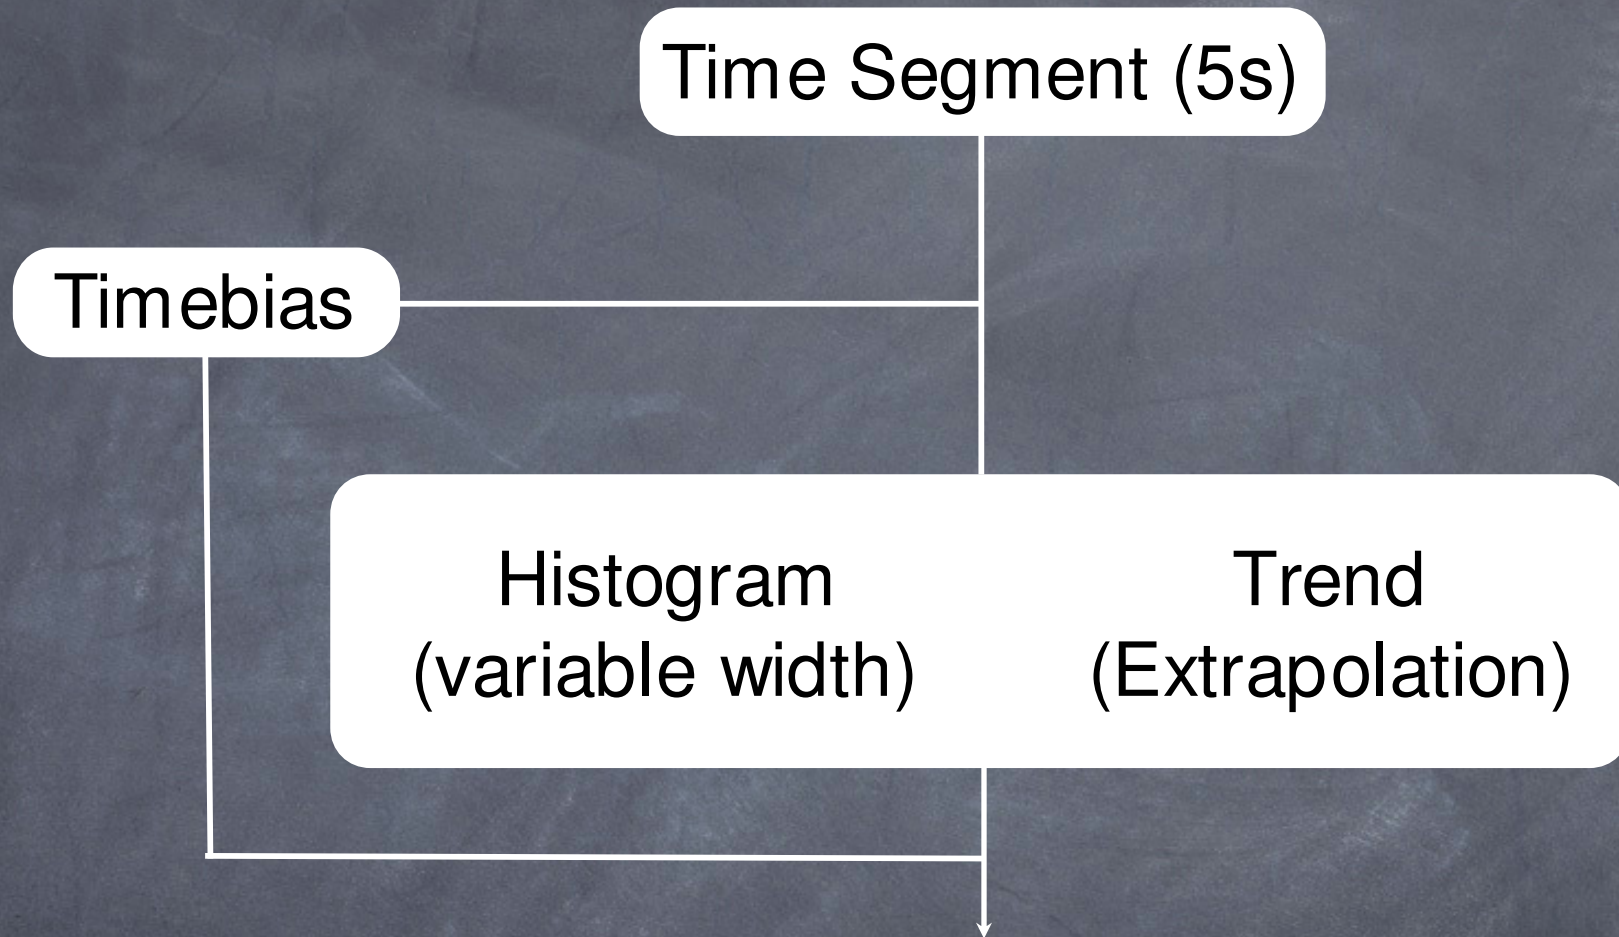 Time Segment (5s)
Timebias
Histogram
(variable width)
Trend
(Extrapolation)